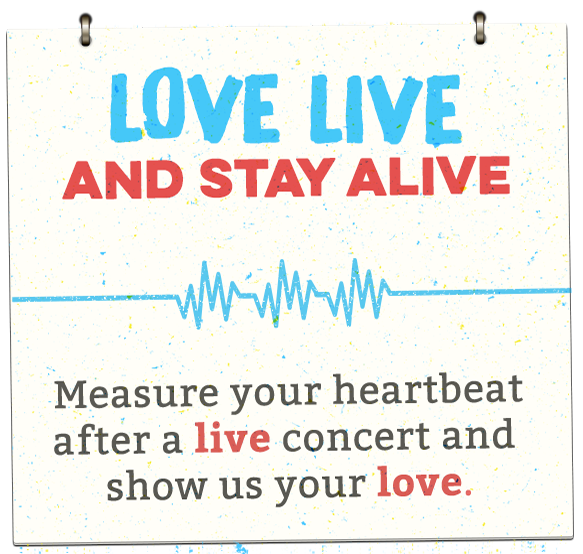 LOVE LIVE
AND STAY ALIVE
Measure your heartbeat
after a live concert and
show us your love.